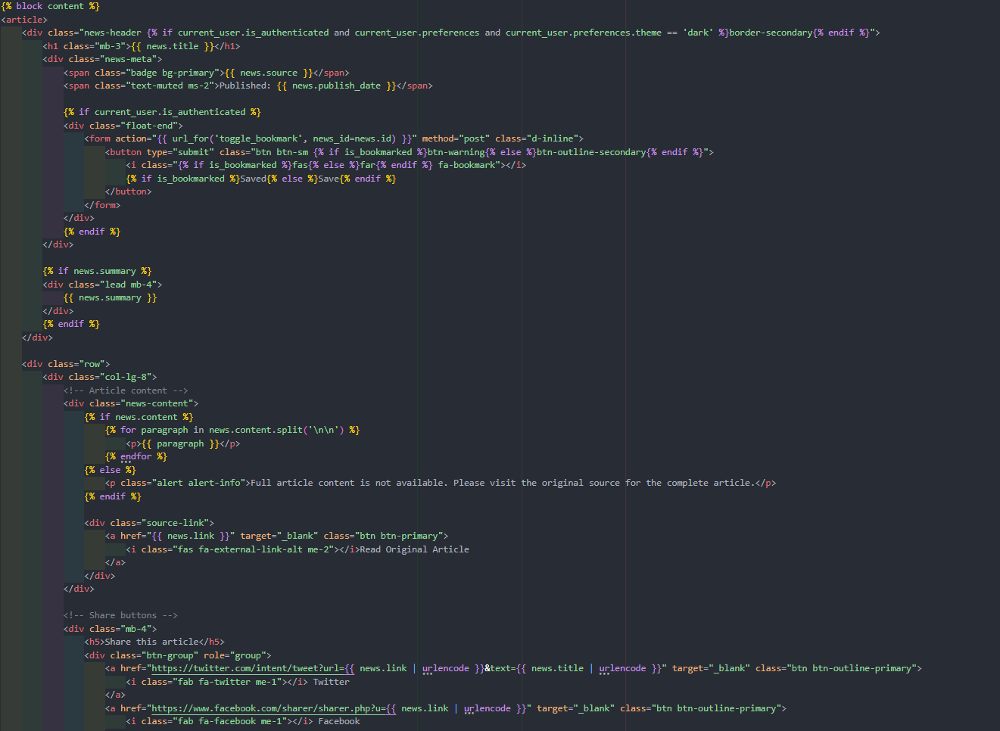 {% block content %}
<article>
<div class="news-header {% if current_user.is_authenticated and current_user.preferences and current_user.preferences.theme == 'dark' %}border-secondary{% endif %}">
<h1 class="mb-3">{{ news.title }}</h1>
<div class="news-meta">
<span class="badge bg-primary">{{ news.source }}</span>
<span class="text-muted ms-2">Published: {{ news.publish_date }}</span>
{% if current_user.is_authenticated %}
<div class="float-end">
<form action="{{ url_for('toggle_bookmark', news_id=news.id) }}" method="post" class="d-inline">
<button type="submit" class="btn btn-sm {% if is_bookmarked %}btn-warning{% else %}btn-outline-secondary{% endif %}">
<i class="{% if is_bookmarked %}fas{% else %}far{% endif %} fa-bookmark"></i>
{% if is_bookmarked %}Saved{% else %}Save{% endif %}
</button>
</form>
</div>
{% endif %}
</div>
{% if news.summary %}
<div class="lead mb-4">
{{ news.summary }}
</div>
{% endif %}
</div>
<div class="row">
<div class="col-lg-8">
<!-- Article content -->
<div class="news-content">
{% if news.content %}
{% for paragraph in news.content.split('\n\n') %}
<p>{{ paragraph }}</p>
{% endfor %}
{% else %}
<p class="alert alert-info">Full article content is not available. Please visit the original source for the complete article.</p>
{% endif %}
<div class="source-link">
<a href="{{ news.link }}" target="_blank" class="btn btn-primary">
<i class="fas fa-external-link-alt me-2"></i>Read Original Article
</a>
</div>
</div>
<!-- Share buttons -->
<div class="mb-4">
<h5>Share this article</h5>
<div class="btn-group" role="group">
<a href="https://twitter.com/intent/tweet?url={{ news.link | urlencode }}&text={{ news.title | urlencode }}" target="_blank" class="btn btn-outline-primary">
<i class="fab fa-twitter me-1"></i> Twitter
</a>
<a href="https://www.facebook.com/sharer/sharer.php?u={{ news.link | urlencode }}" target="_blank" class="btn btn-outline-primary">
<i class="fab fa-facebook me-1"></i> Facebook